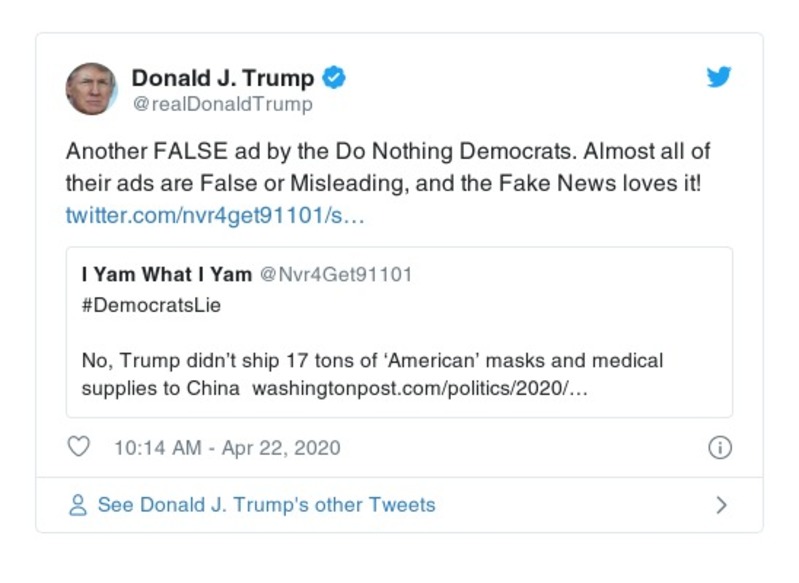 Donald J. Trump
@realDonaldTrump
Another FALSE ad by the Do Nothing Democrats. Almost all of
their ads are False or Misleading, and the Fake News loves it!
twitter.com/nvr4get91101/s…
I Yam What I Yam @Nvr4Get91101
#DemocratsLie
No, Trump didn’t ship 17 tons of ‘American’ masks and medical
supplies to China  washingtonpost.com/politics/2020/…
10:14 AM - Apr 22, 2020
See Donald J. Trump's other Tweets